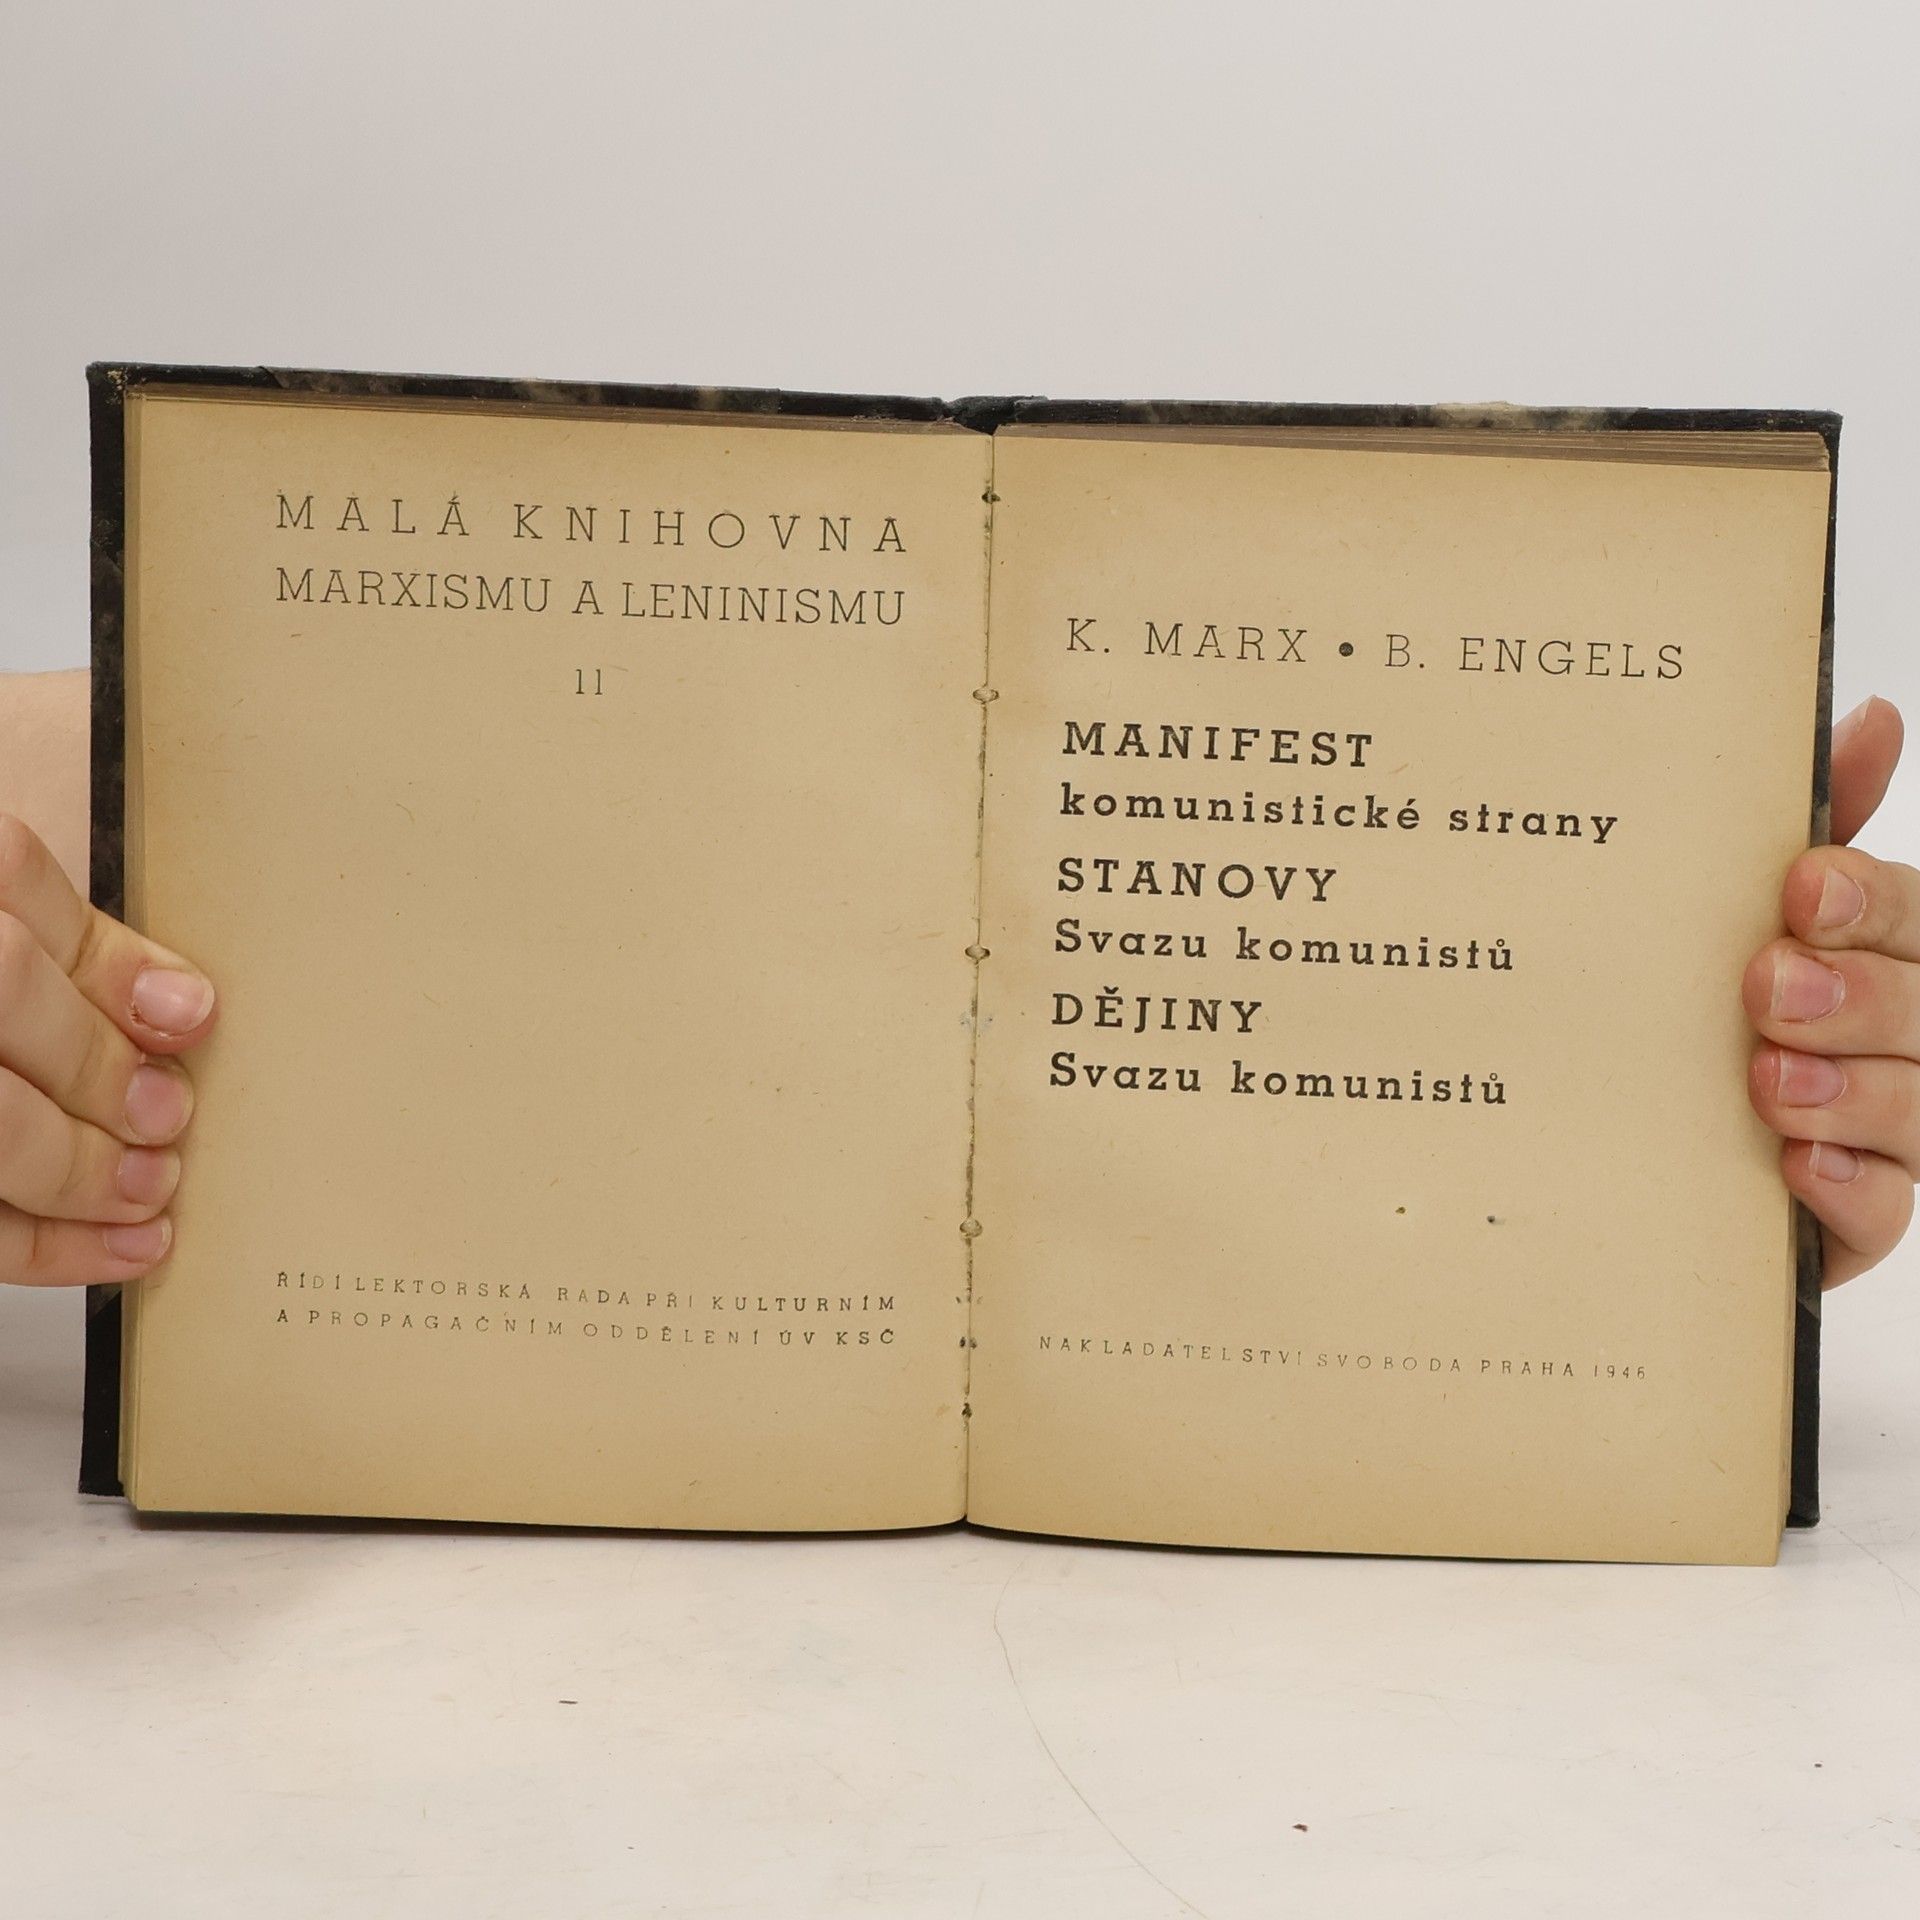 MALÁ KNIHOVNA
MARXISMU A LENINISMU
11
ŘÍDÍ LEKTORSKÁ RADA PŘI KULTURNÍM
A PROPAGAČNÍM ODDĚLENÍ ÚV KSČ
K. MARX • B. ENGELS
MANIFEST
komunistické strany
STANOVY
Svazu komunistů
DĚJINY
Svazu komunistů
NAKLADATELSTVÍ SVOBODA PRAHA 1946